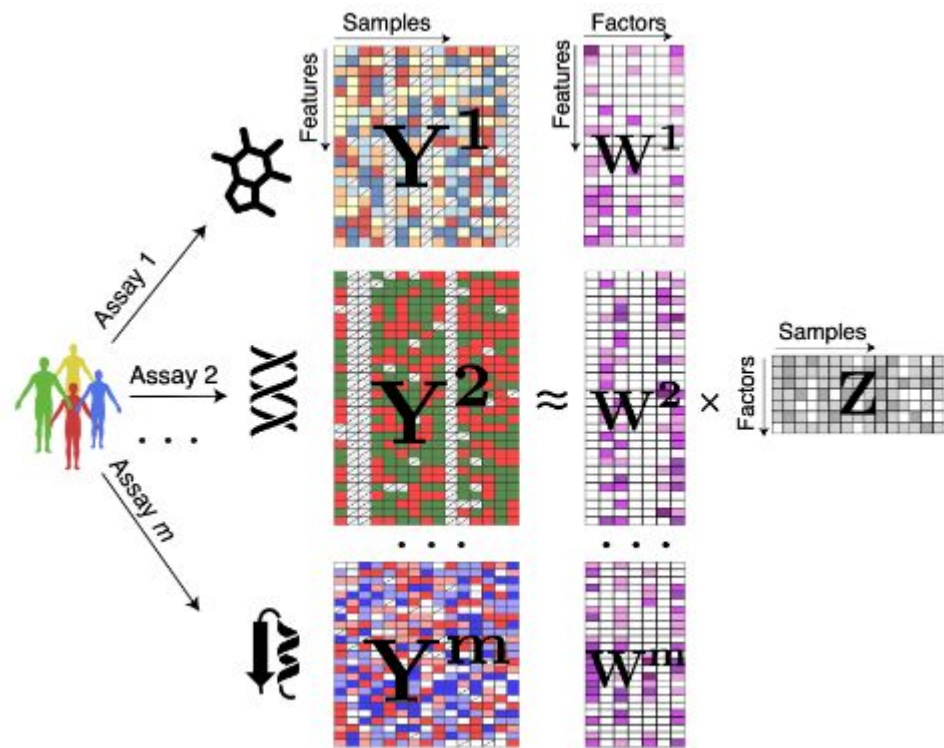 Samples
Factors
Features
Features
Y¹
W¹
Assay 1
Samples
Assay 2
Y²
≈
W²
×
Factors
Z
. . .
Assay m
. . .
. . .
Yᵐ
Wᵐ